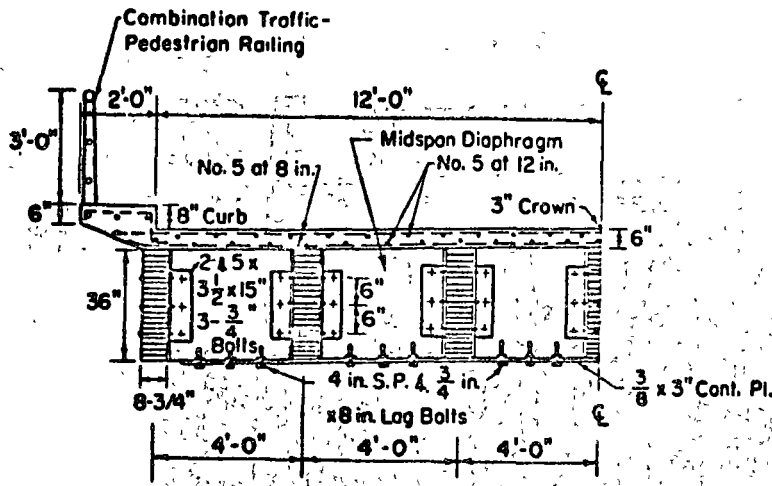 Combination Traffic-
Pedestrian Railing
℄
2'-0"
12'-0"
3'-0"
Midspan Diaphragm
No. 5 at 8 in.
No. 5 at 12 in.
6"
8" Curb
3" Crown
6"
36"
2-∡ 5 x
3 1/2 x 15"
3- 3/4"
Bolts
6"
6"
4 in. S.P. & 3/4 in.
x 8 in. Lag Bolts
3/8 x 3" Cont. Pl.
8-3/4"
℄
4'-0"
4'-0"
4'-0"